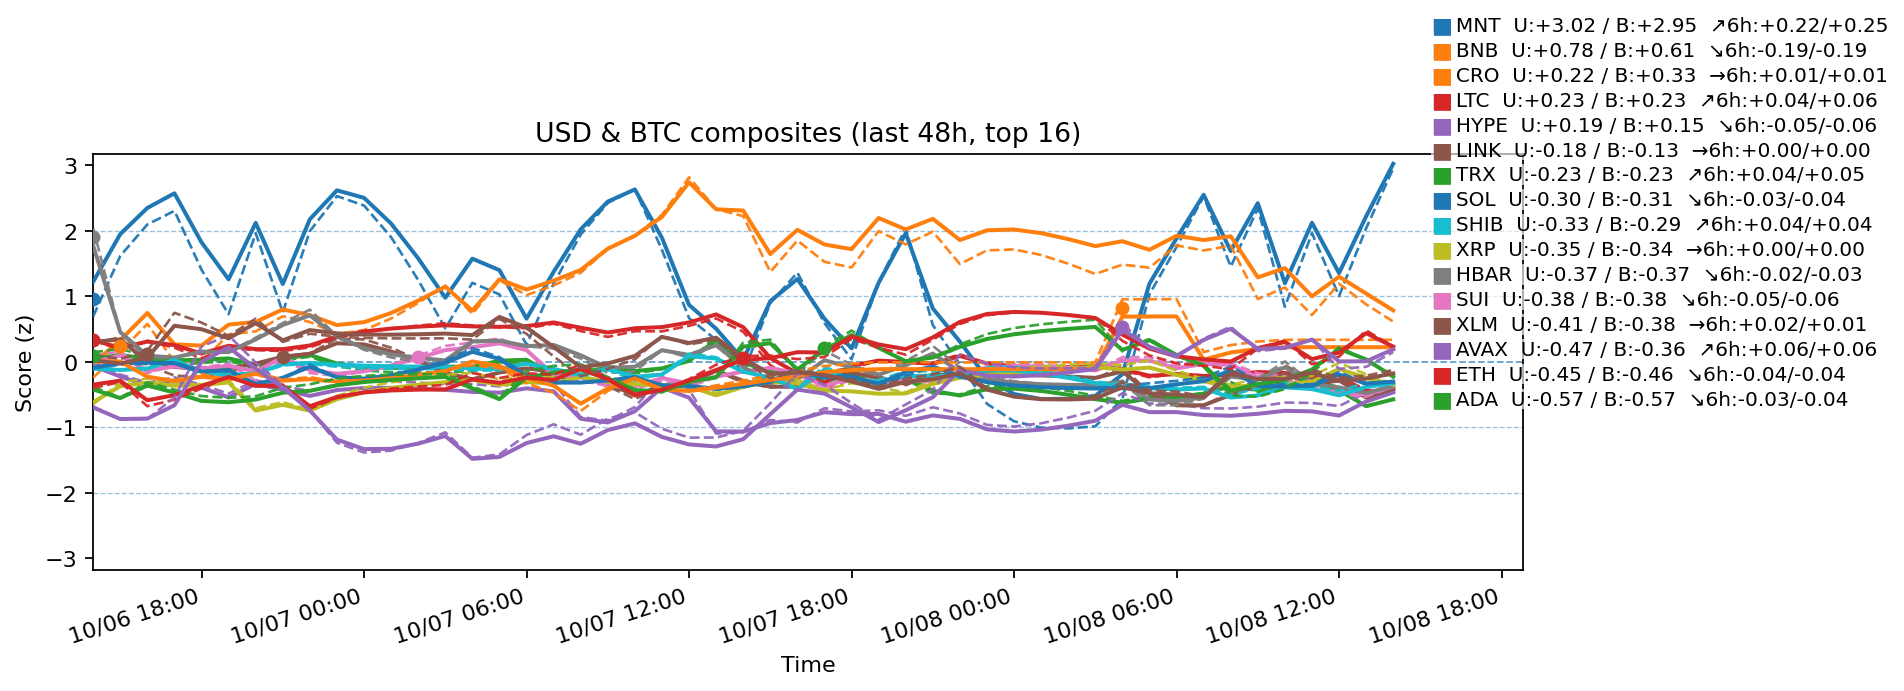 MNT U:+3.02 / B:+2.95 ↗6h:+0.22/+0.25
BNB U:+0.78 / B:+0.61 ↘6h:-0.19/-0.19
CRO U:+0.22 / B:+0.33 →6h:+0.01/+0.01
LTC U:+0.23 / B:+0.23 ↗6h:+0.04/+0.06
HYPE U:+0.19 / B:+0.15 ↘6h:-0.05/-0.06
LINK U:-0.18 / B:-0.13 →6h:+0.00/+0.00
TRX U:-0.23 / B:-0.23 ↗6h:+0.04/+0.05
SOL U:-0.30 / B:-0.31 ↘6h:-0.03/-0.04
SHIB U:-0.33 / B:-0.29 ↗6h:+0.04/+0.04
XRP U:-0.35 / B:-0.34 →6h:+0.00/+0.00
HBAR U:-0.37 / B:-0.37 ↘6h:-0.02/-0.03
SUI U:-0.38 / B:-0.38 ↘6h:-0.05/-0.06
XLM U:-0.41 / B:-0.38 →6h:+0.02/+0.01
AVAX U:-0.47 / B:-0.36 ↗6h:+0.06/+0.06
ETH U:-0.45 / B:-0.46 ↘6h:-0.04/-0.04
ADA U:-0.57 / B:-0.57 ↘6h:-0.03/-0.04
USD & BTC composites (last 48h, top 16)
Score (z)
3
2
1
0
−1
−2
−3
10/06 18:00
10/07 00:00
10/07 06:00
10/07 12:00
10/07 18:00
10/08 00:00
10/08 06:00
10/08 12:00
10/08 18:00
Time